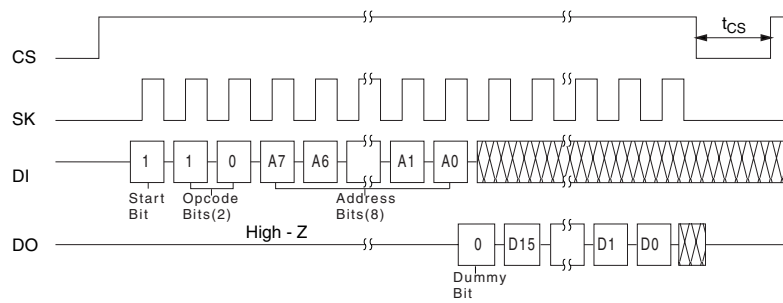 CS
tCS
SK
DI
1 1 0 A7 A6 A1 A0
Start
Bit
Opcode
Bits(2)
Address
Bits(8)
High - Z
DO
0 D15 D1 D0
Dummy
Bit